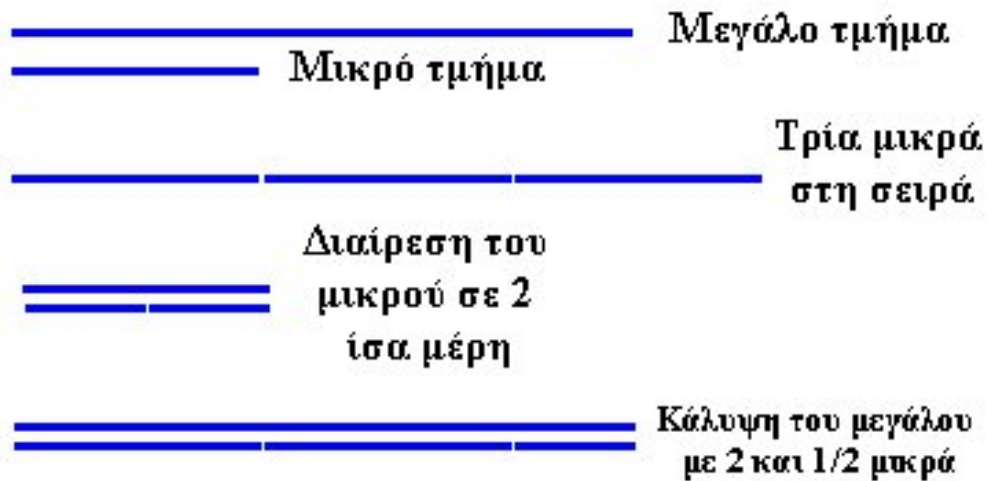 Μεγάλο τμήμα
Μικρό τμήμα
Τρία μικρά
στη σειρά
Διαίρεση του
μικρού σε 2
ίσα μέρη
Κάλυψη του μεγάλου
με 2 και 1/2 μικρά